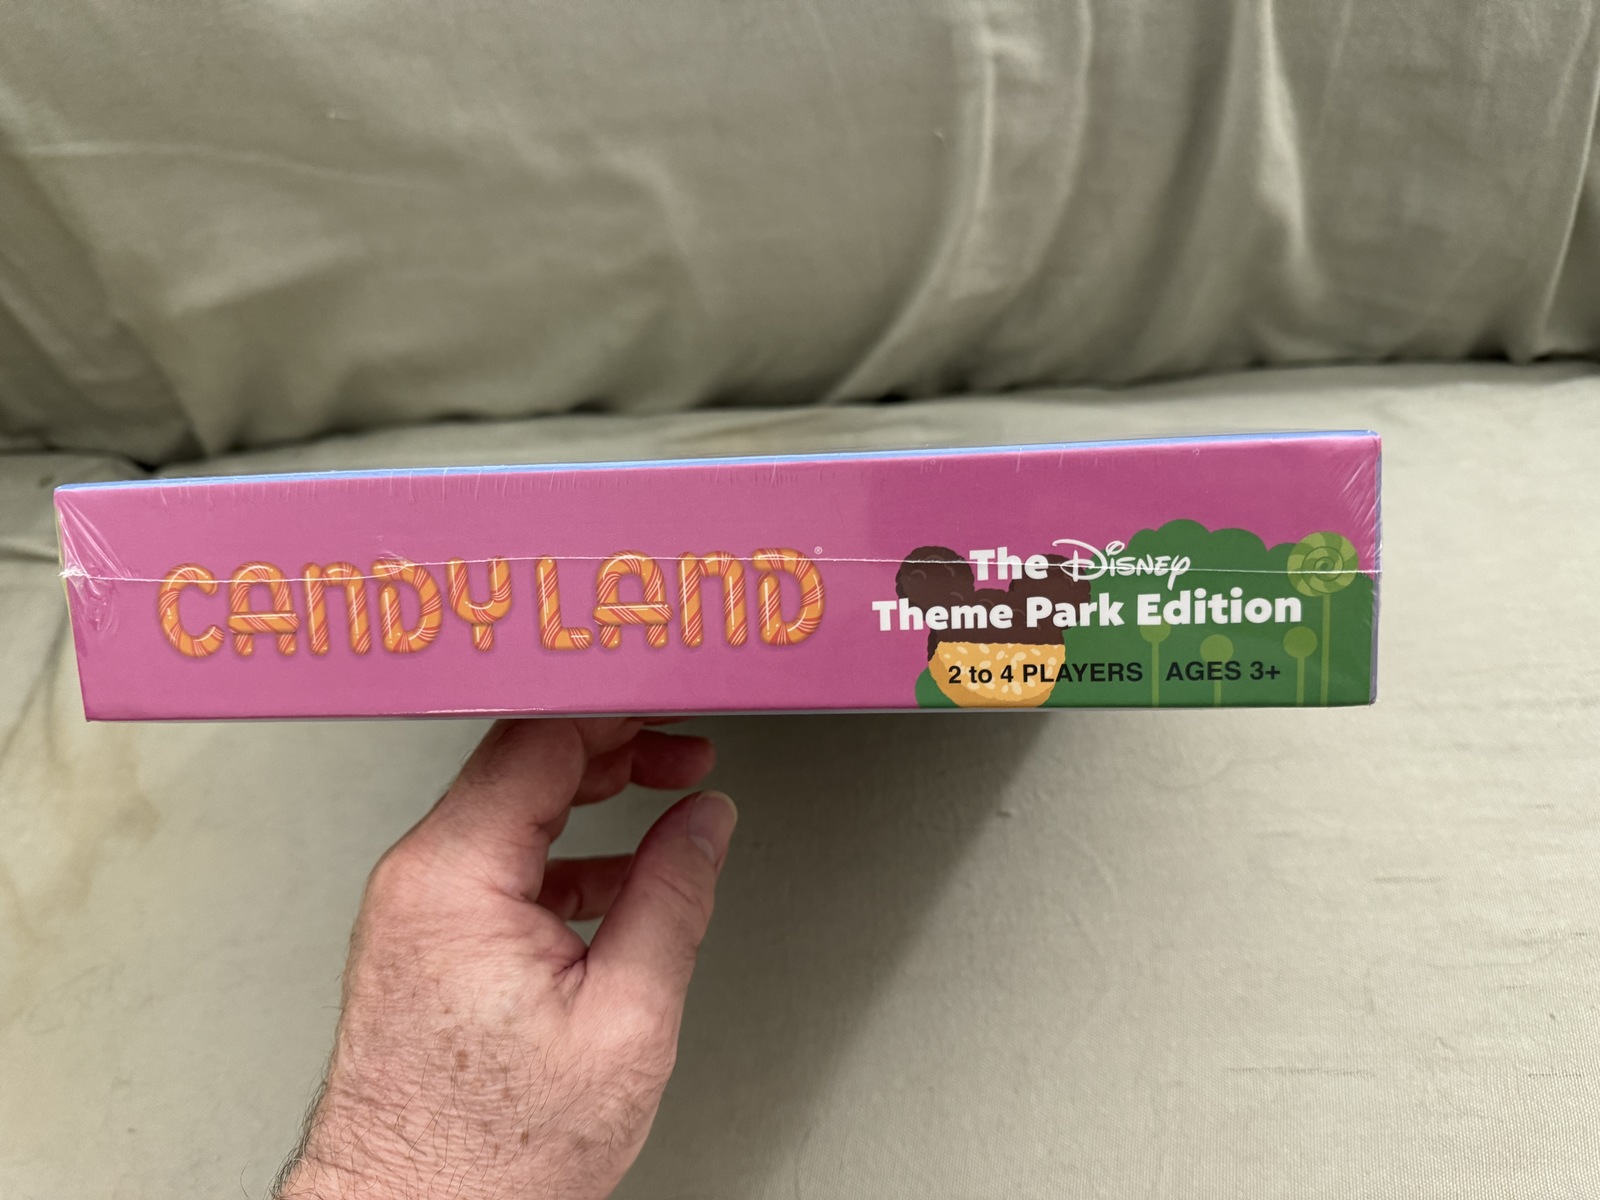 CANDY LAND®
The Disney
Theme Park Edition
2 to 4 PLAYERS AGES 3+